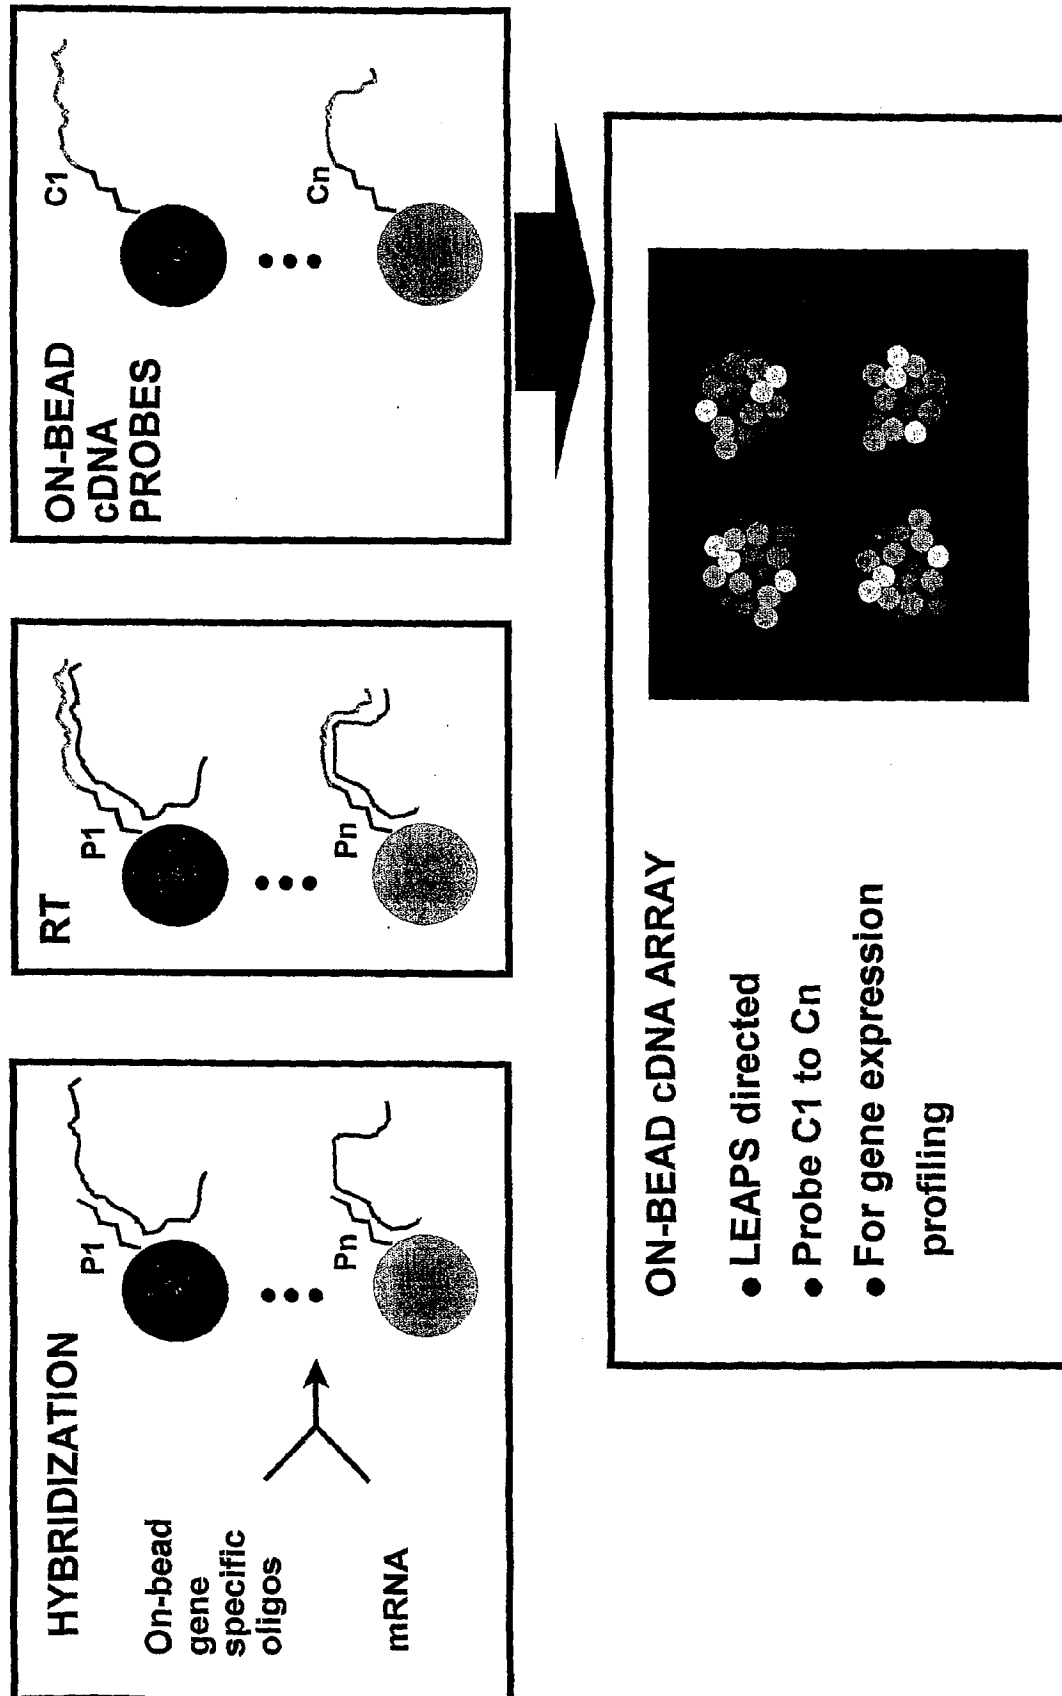 HYBRIDIZATION
On-bead
gene
specific
oligos
mRNA
P1
Pn
RT
P1
Pn
ON-BEAD
cDNA
PROBES
C1
Cn
ON-BEAD cDNA ARRAY
● LEAPS directed
● Probe C1 to Cn
● For gene expression
profiling